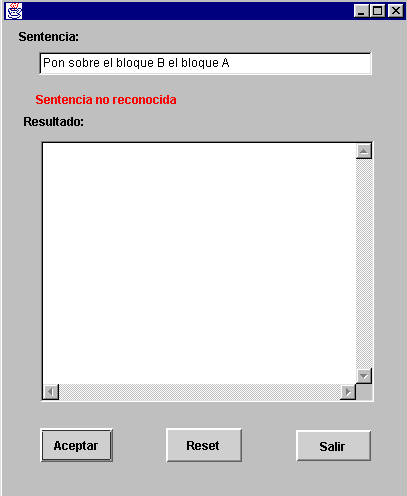 Sentencia:
Pon sobre el bloque B el bloque A
Sentencia no reconocida
Resultado:
Aceptar Reset Salir